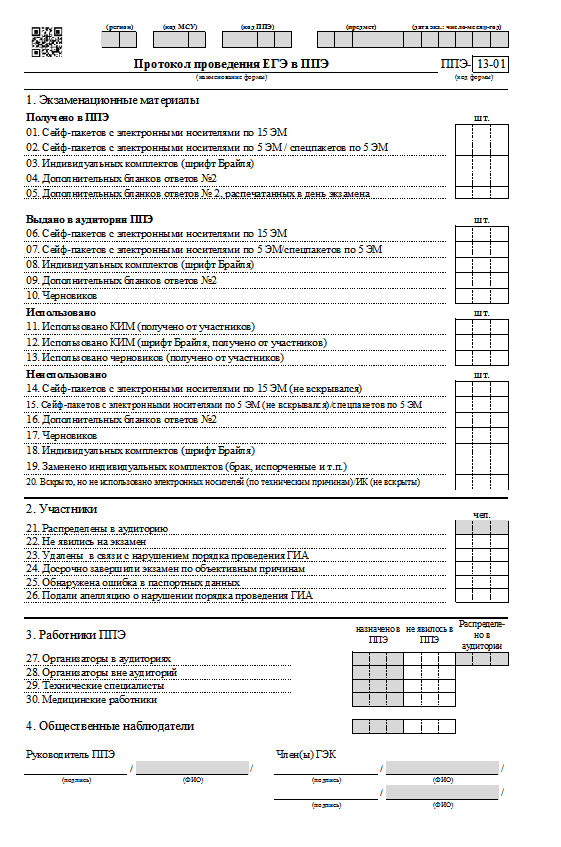 (регион) (код МСУ) (код ППЭ) (предмет) (дата экз.: число-месяц-год)
Протокол проведения ЕГЭ в ППЭ ППЭ- 13-01
(наименование формы) (код формы)
1. Экзаменационные материалы
Получено в ППЭ шт.
01. Сейф-пакетов с электронными носителями по 15 ЭМ
02. Сейф-пакетов с электронными носителями по 5 ЭМ / спецпакетов по 5 ЭМ
03. Индивидуальных комплектов (шрифт Брайля)
04. Дополнительных бланков ответов №2
05. Дополнительных бланков ответов № 2, распечатанных в день экзамена
Выдано в аудитории ППЭ шт.
06. Сейф-пакетов с электронными носителями по 15 ЭМ
07. Сейф-пакетов с электронными носителями по 5 ЭМ/спецпакетов по 5 ЭМ
08. Индивидуальных комплектов (шрифт Брайля)
09. Дополнительных бланков ответов №2
10. Черновиков
Использовано шт.
11. Использовано КИМ (получено от участников)
12. Использовано КИМ (шрифт Брайля, получено от участников)
13. Использовано черновиков (получено от участников)
Неиспользовано шт.
14. Сейф-пакетов с электронными носителями по 15 ЭМ (не вскрывался)
15. Сейф-пакетов с электронными носителями по 5 ЭМ (не вскрывался)/спецпакетов по 5 ЭМ
16. Дополнительных бланков ответов №2
17. Черновиков
18. Индивидуальных комплектов (шрифт Брайля)
19. Заменено индивидуальных комплектов (брак, испорченные и т.п.)
20. Вскрыто, но не использовано электронных носителей (по техническим причинам)/ИК (не вскрыты)
2. Участники
чел.
21. Распределены в аудиторию
22. Не явились на экзамен
23. Удалены в связи с нарушением порядка проведения ГИА
24. Досрочно завершили экзамен по объективным причинам
25. Обнаружена ошибка в паспортных данных
26. Подали апелляцию о нарушении порядка проведения ГИА
3. Работники ППЭ назначено в ППЭ не явилось в ППЭ Распределе-но в аудитории
27. Организаторы в аудиториях
28. Организаторы вне аудиторий
29. Технические специалисты
30. Медицинские работники
4. Общественные наблюдатели
Руководитель ППЭ Член(ы) ГЭК
/ / / /
(подпись) (ФИО) (подпись) (ФИО)
/ /
(подпись) (ФИО)